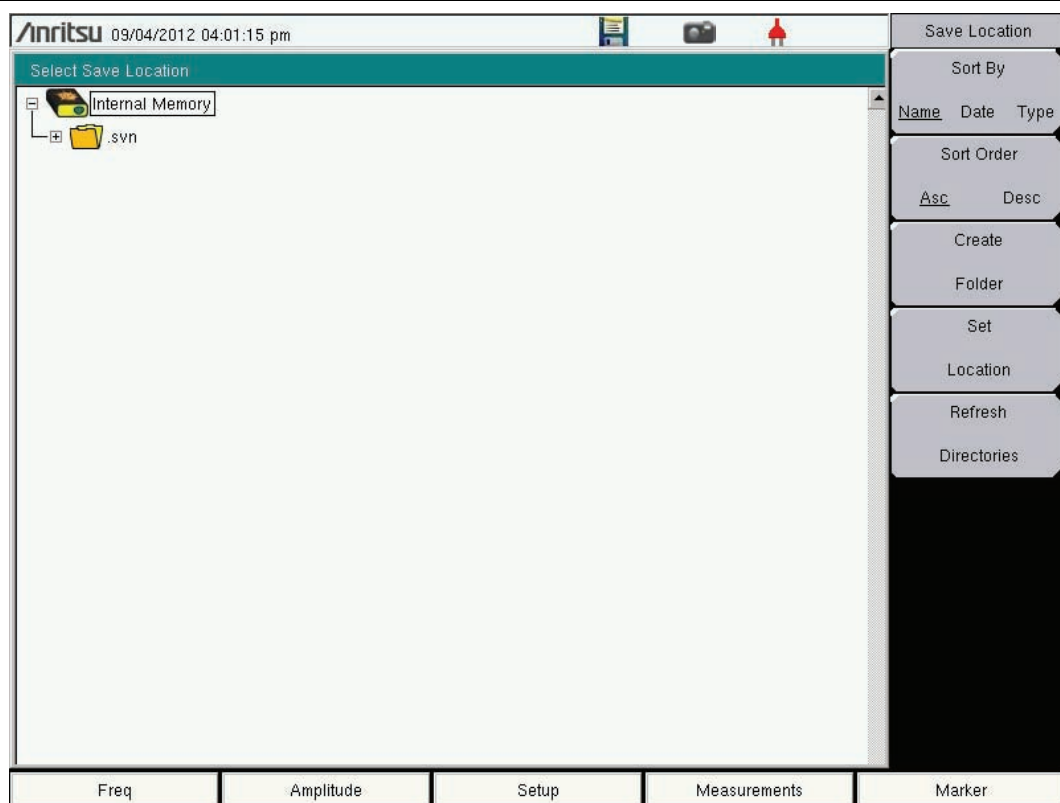 Anritsu 09/04/2012 04:01:15 pm
Select Save Location
Internal Memory
.svn
Save Location
Sort By
Name Date Type
Sort Order
Asc Desc
Create
Folder
Set
Location
Refresh
Directories
Freq Amplitude Setup Measurements Marker